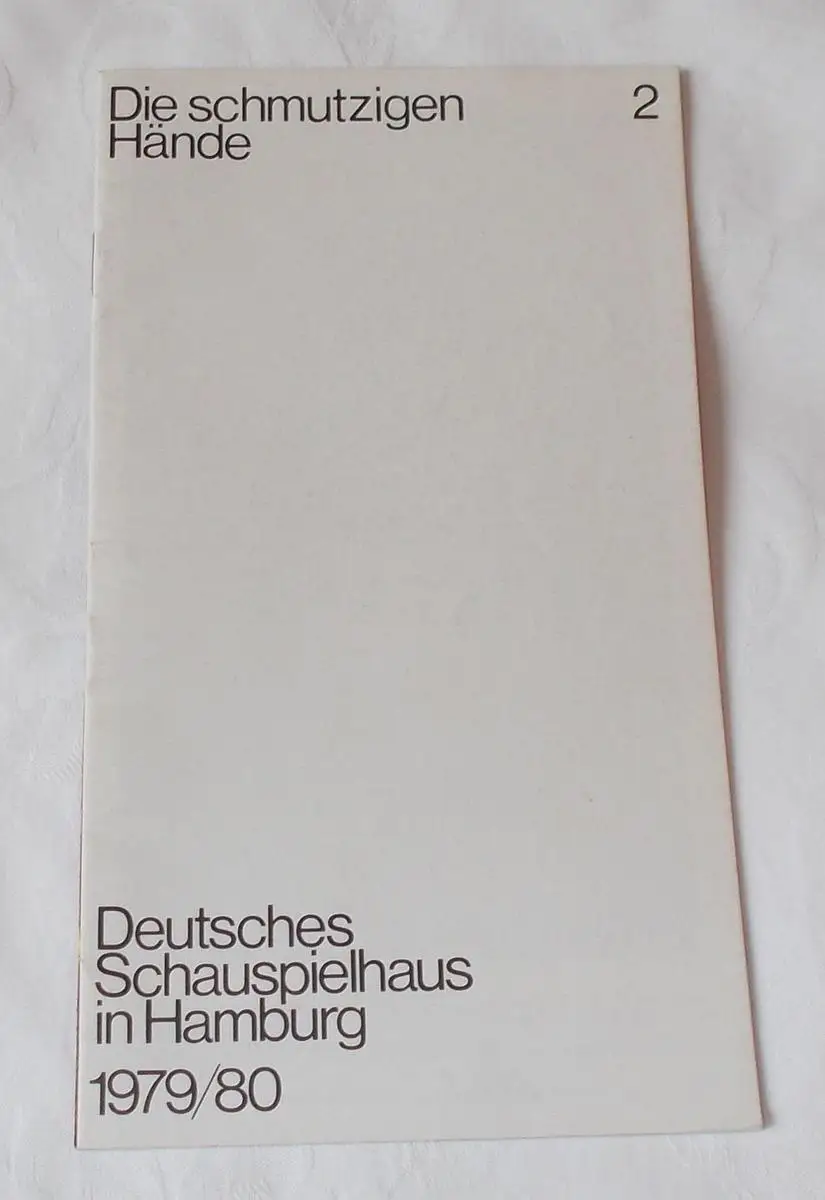 Die schmutzigen 2
Hände
Deutsches
Schauspielhaus
in Hamburg
1979/80